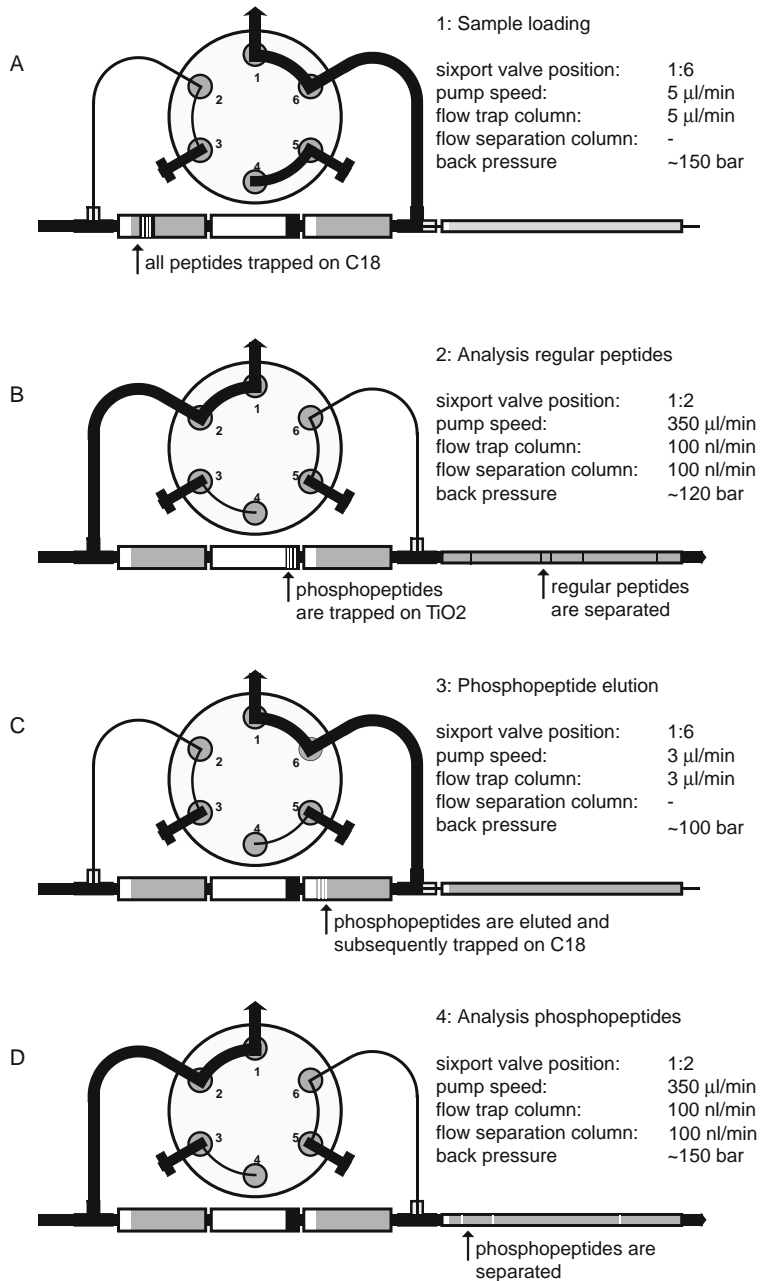 A
1: Sample loading
sixport valve position: 1:6
pump speed: 5 μl/min
flow trap column: 5 μl/min
flow separation column: -
back pressure ~150 bar
1
2
6
3
5
4
all peptides trapped on C18
B
2: Analysis regular peptides
sixport valve position: 1:2
pump speed: 350 μl/min
flow trap column: 100 nl/min
flow separation column: 100 nl/min
back pressure ~120 bar
1
2
6
3
5
4
phosphopeptides
are trapped on TiO2
regular peptides
are separated
C
3: Phosphopeptide elution
sixport valve position: 1:6
pump speed: 3 μl/min
flow trap column: 3 μl/min
flow separation column: -
back pressure ~100 bar
1
2
6
3
5
4
phosphopeptides are eluted and
subsequently trapped on C18
D
4: Analysis phosphopeptides
sixport valve position: 1:2
pump speed: 350 μl/min
flow trap column: 100 nl/min
flow separation column: 100 nl/min
back pressure ~150 bar
1
2
6
3
5
4
phosphopeptides are
separated